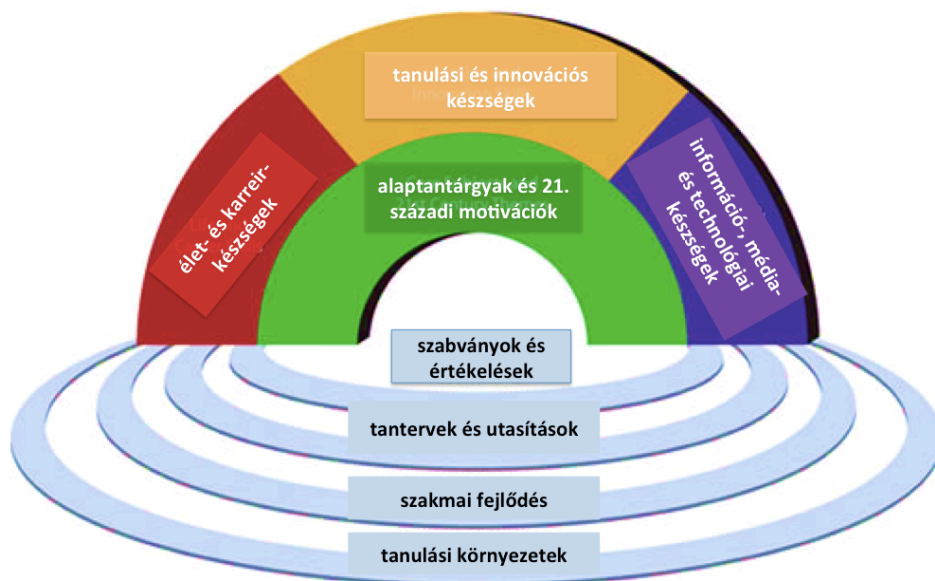 tanulási és innovációs
készségek
élet- és karreir-
készségek
alaptantárgyak és 21.
századi motivációk
információ-, média-
és technológiai
készségek
szabványok és
értékelések
tantervek és utasítások
szakmai fejlődés
tanulási környezetek